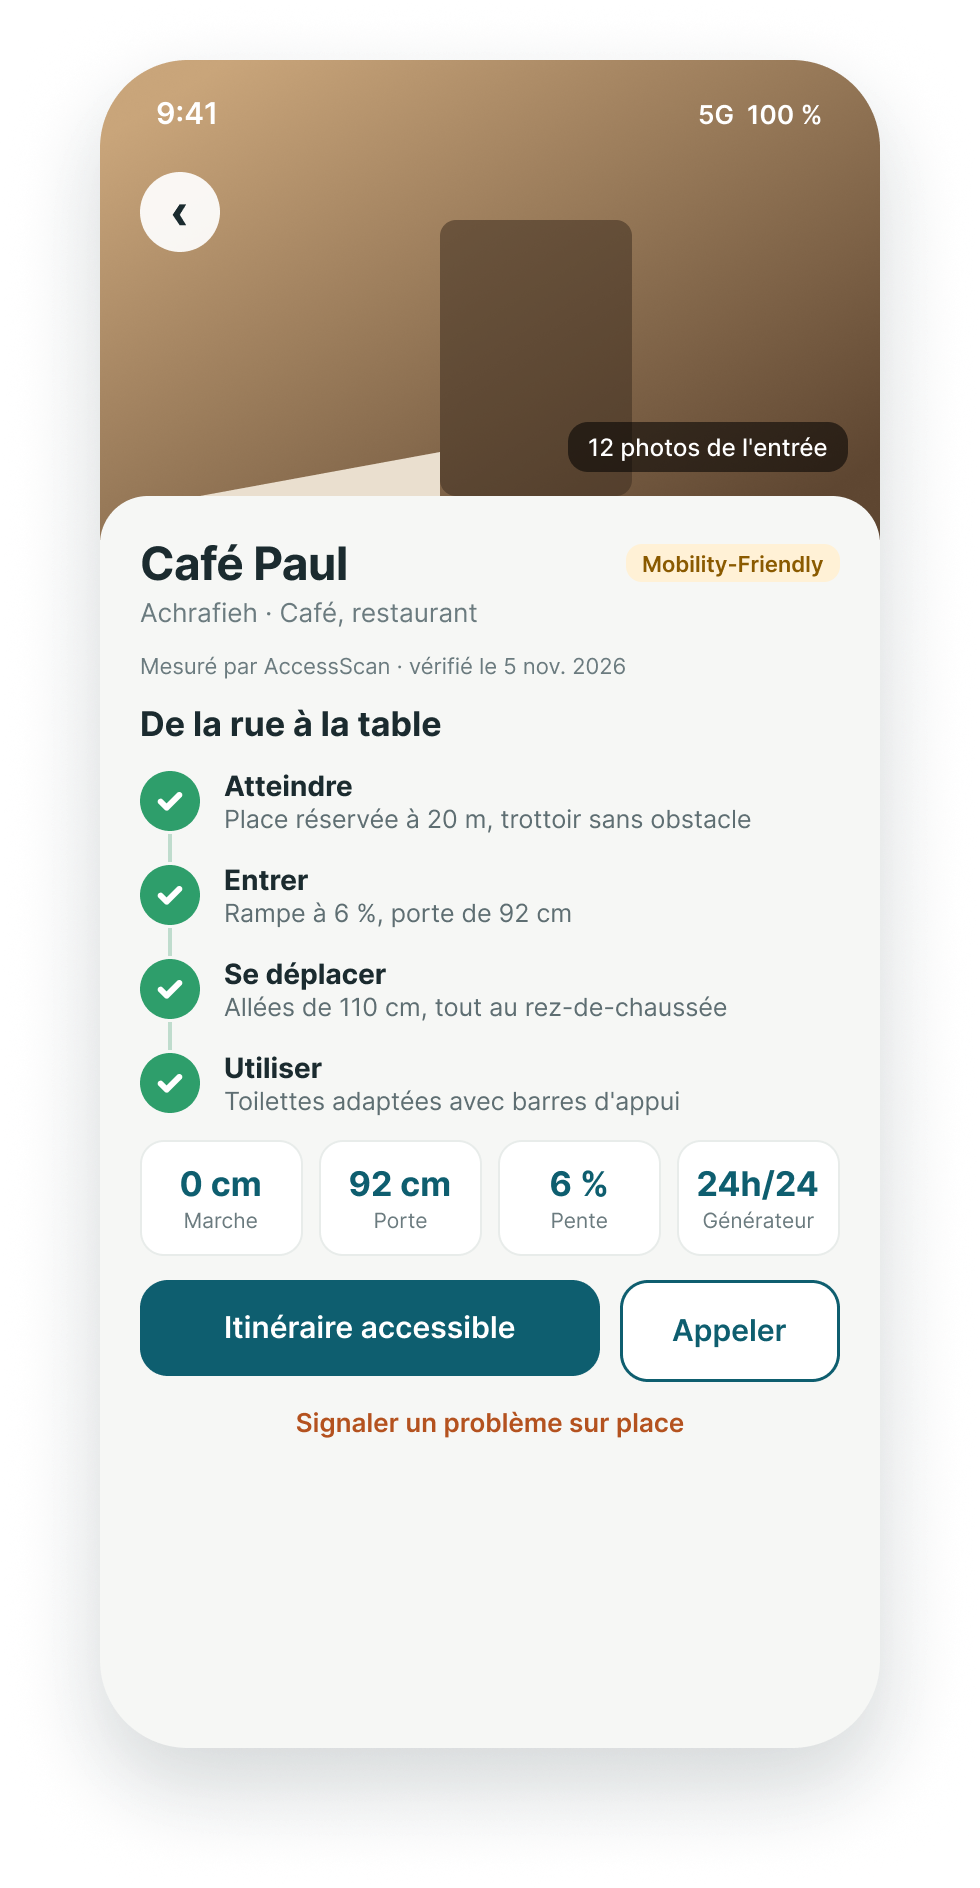 9:41
5G 100 %
‹
12 photos de l'entrée
Café Paul
Mobility-Friendly
Achrafieh · Café, restaurant
Mesuré par AccessScan · vérifié le 5 nov. 2026
De la rue à la table
Atteindre
Place réservée à 20 m, trottoir sans obstacle
Entrer
Rampe à 6 %, porte de 92 cm
Se déplacer
Allées de 110 cm, tout au rez-de-chaussée
Utiliser
Toilettes adaptées avec barres d'appui
0 cm
Marche
92 cm
Porte
6 %
Pente
24h/24
Générateur
Itinéraire accessible
Appeler
Signaler un problème sur place